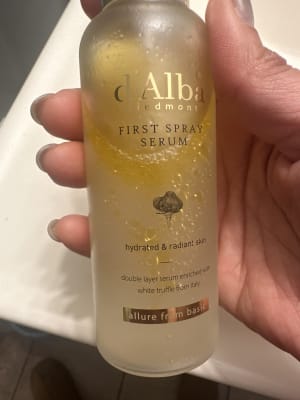 d'Alba
Piedmont
FIRST SPRAY
SERUM
hydrated & radiant skin
double layer serum enriched with
white truffle from italy
allure from basic